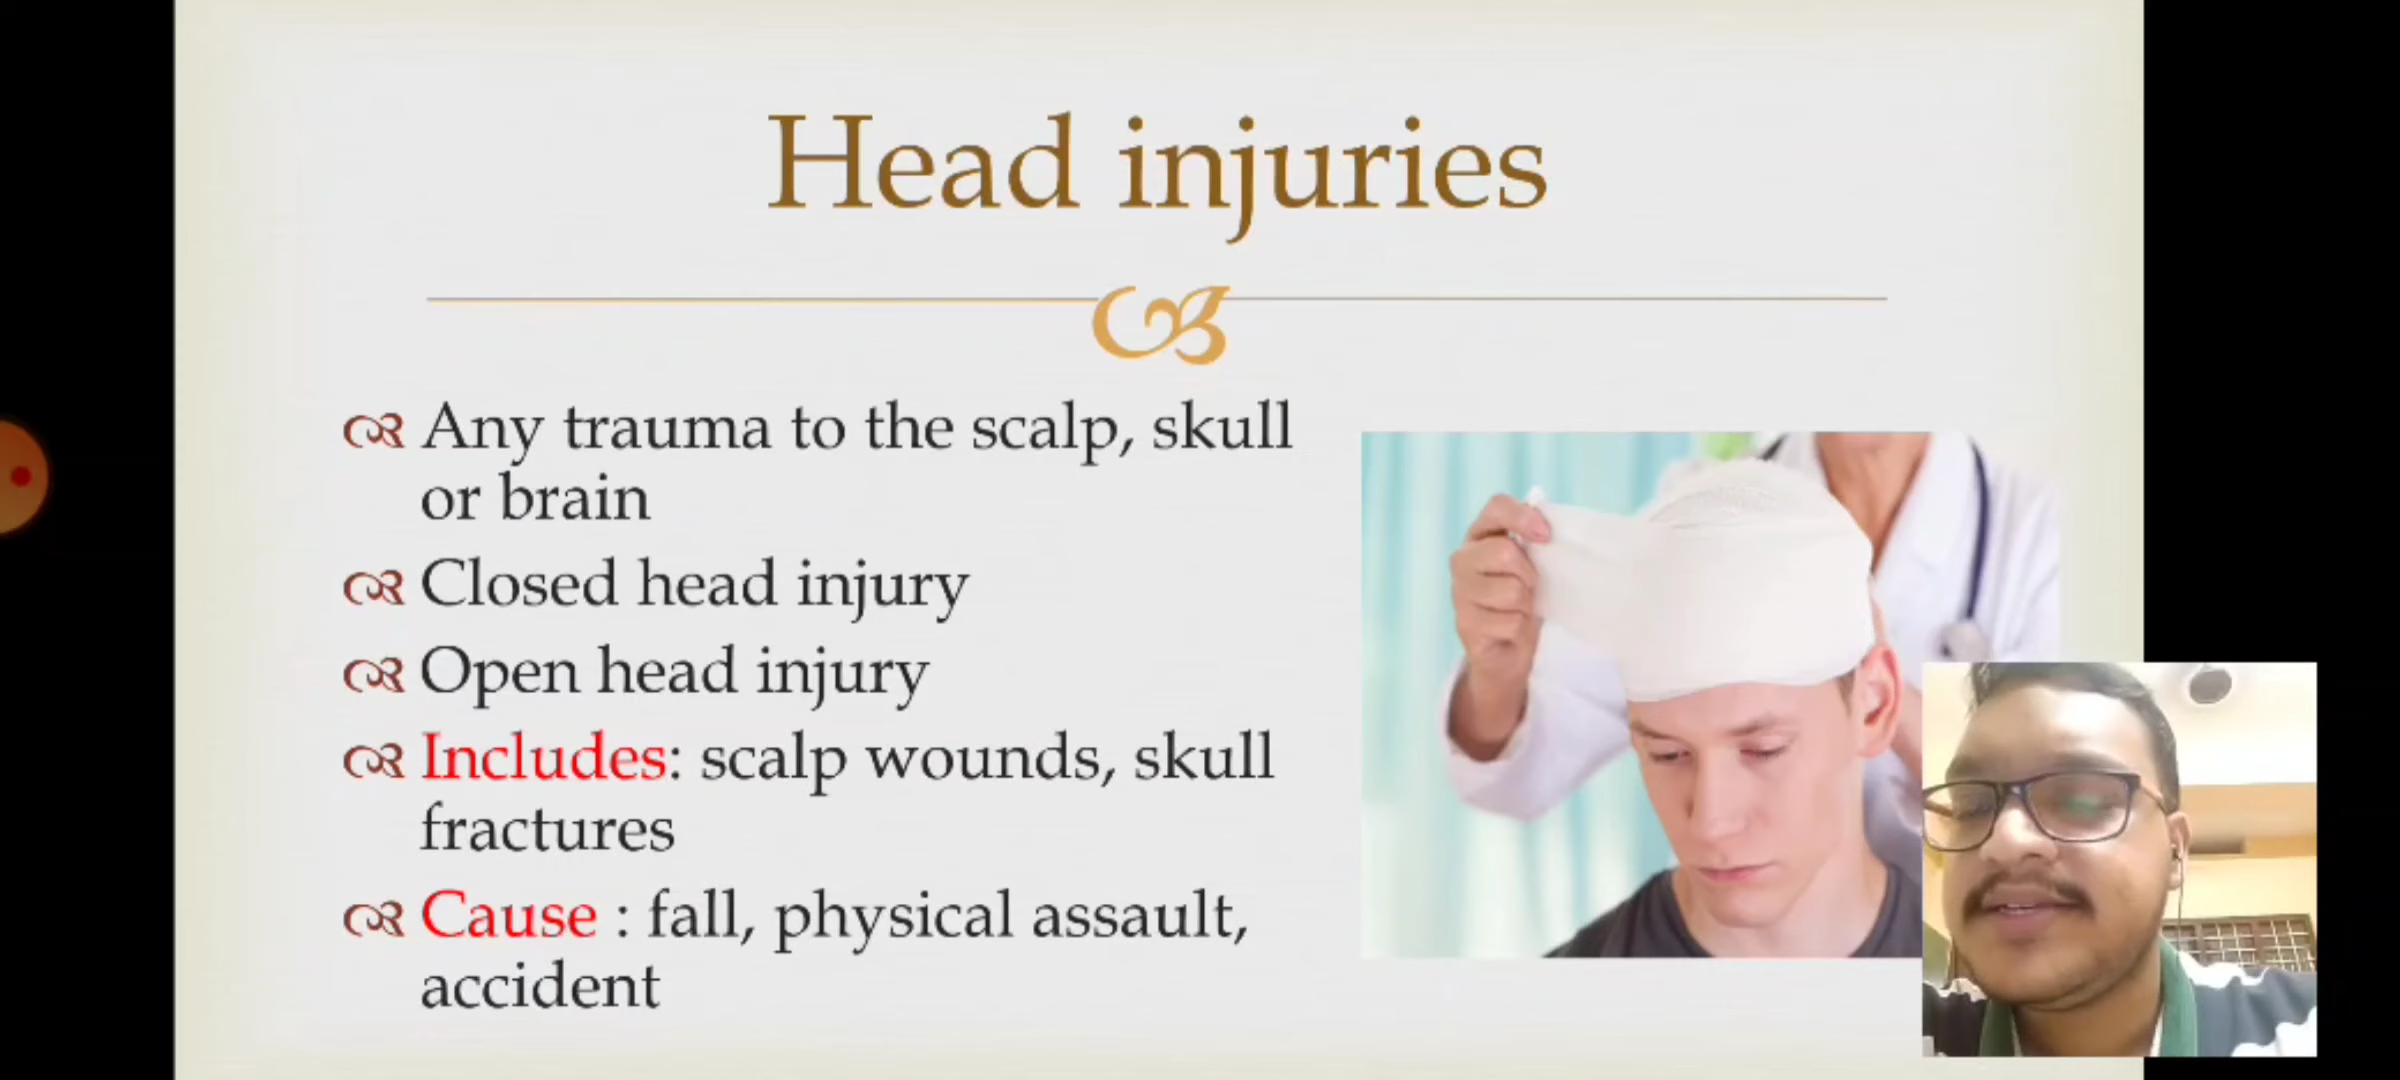 Head injuries
Any trauma to the scalp, skull
or brain
Closed head injury
Open head injury
Includes: scalp wounds, skull
fractures
Cause : fall, physical assault,
accident